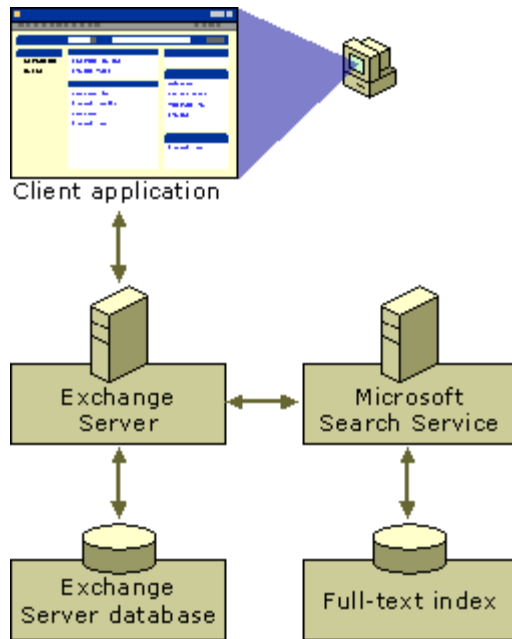 Client application
Exchange
Server
Microsoft
Search Service
Exchange
Server database
Full-text index